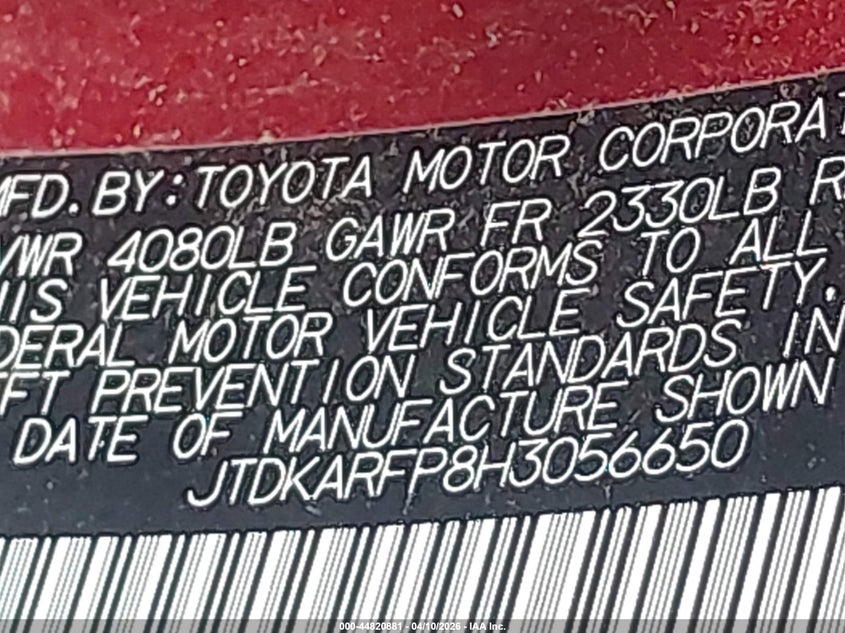 MFD. BY: TOYOTA MOTOR CORPORAT
VWR 4080LB GAWR FR 2330LB R
HIS VEHICLE CONFORMS TO ALL
DERAL MOTOR VEHICLE SAFETY,
FT PREVENTION STANDARDS IN
DATE OF MANUFACTURE SHOWN
JTDKARFP8H3056650
000-44820881 - 04/10/2026 - IAA Inc.